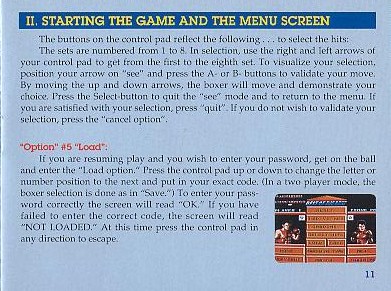 II. STARTING THE GAME AND THE MENU SCREEN
The buttons on the control pad reflect the following . . . to select the hits:
The sets are numbered from 1 to 8. In selection, use the right and left arrows of
your control pad to get from the first to the eighth set. To visualize your selection,
position your arrow on "see" and press the A- or B- buttons to validate your move.
By moving the up and down arrows, the boxer will move and demonstrate your
choice. Press the Select-button to quit the "see" mode and to return to the menu. If
you are satisfied with your selection, press "quit". If you do not wish to validate your
selection, press the "cancel option".
"Option" #5 "Load":
If you are resuming play and you wish to enter your password, get on the ball
and enter the "Load option." Press the control pad up or down to change the letter or
number position to the next and put in your exact code. (In a two player mode, the
boxer selection is done as in "Save.") To enter your pass-
word correctly the screen will read "OK." If you have
failed to enter the correct code, the screen will read
"NOT LOADED." At this time press the control pad in
any direction to escape.
11